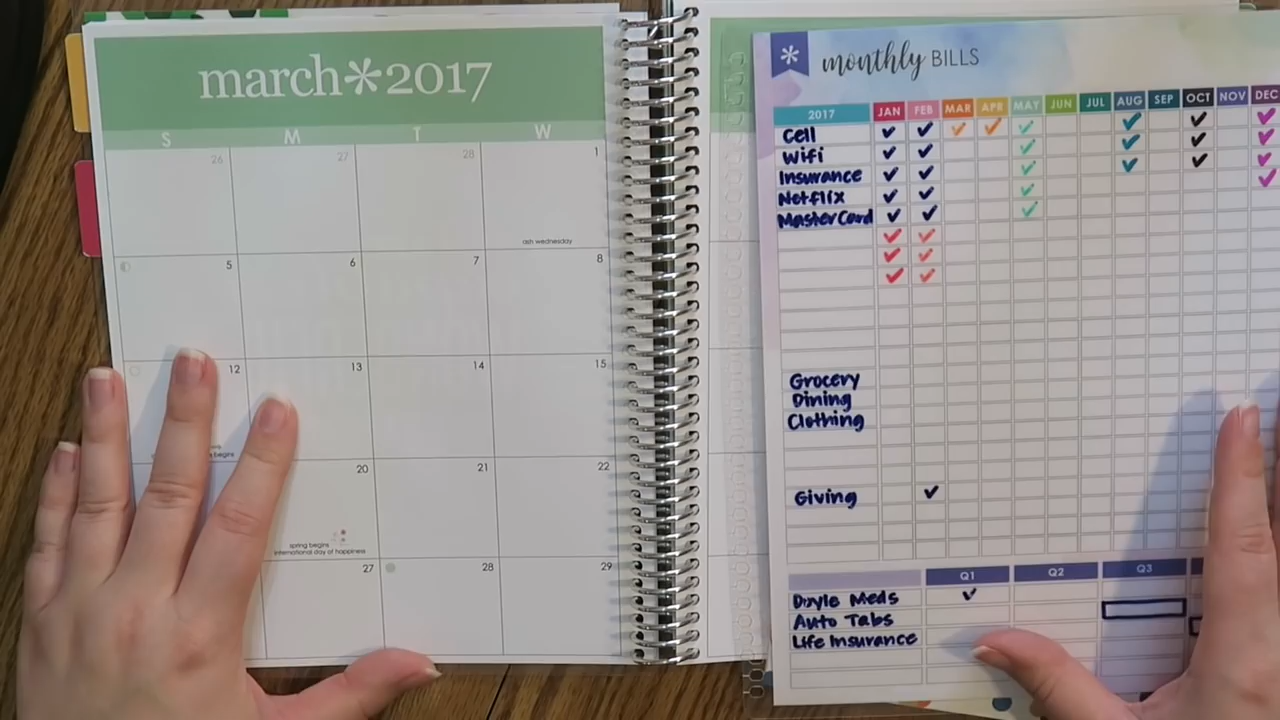 march*2017
S M T W
26 27 28 1
ash wednesday
5 6 7 8
12 13 14 15
begins
20 21 22
spring begins
international day of happiness
27 28 29
* monthly BILLS
2017 JAN FEB MAR APR MAY JUN JUL AUG SEP OCT NOV DEC
Cell
Wifi
Insurance
Netflix
MasterCard
Grocery
Dining
Clothing
Giving
Q1 Q2 Q3
Doyle Meds
Auto Tabs
Life Insurance